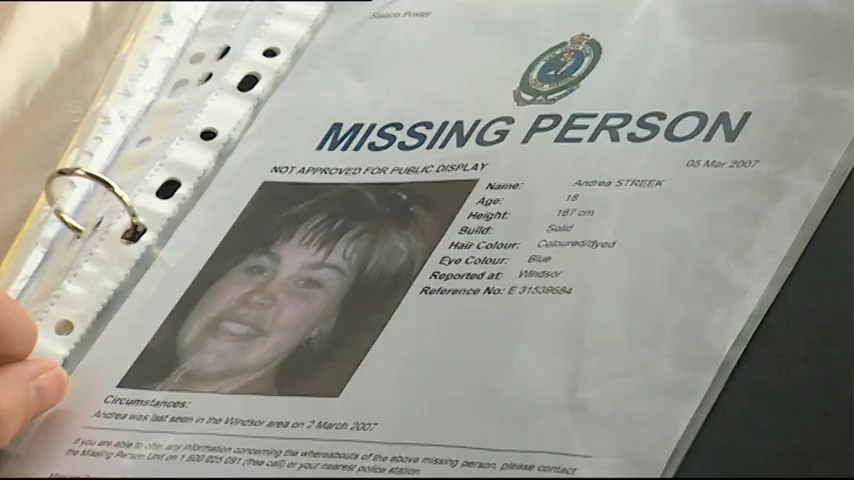 Station Poster
MISSING PERSON
NOT APPROVED FOR PUBLIC DISPLAY
05 Mar 2007
Name: Andrea STREEK
Age: 18
Height: 167 cm
Build: Solid
Hair Colour: Coloured/dyed
Eye Colour: Blue
Reported at: Windsor
Reference No: E 31539684
Circumstances:
Andrea was last seen in the Windsor area on 2 March 2007
If you are able to offer any information concerning the whereabouts of the above missing person, please contact
the Missing Person Unit on 1 800 025 091 (free call) or your nearest police station.